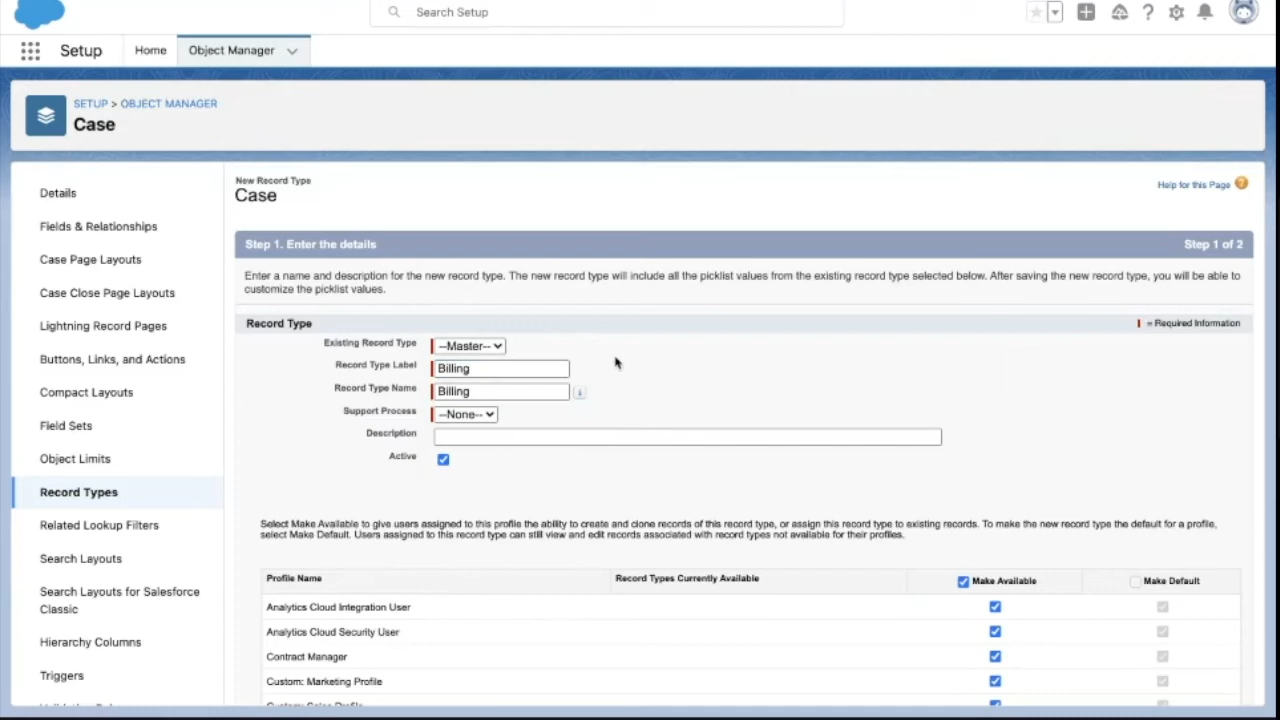 Search Setup
Setup
Home
Object Manager
SETUP > OBJECT MANAGER
Case
Details
Fields & Relationships
Case Page Layouts
Case Close Page Layouts
Lightning Record Pages
Buttons, Links, and Actions
Compact Layouts
Field Sets
Object Limits
Record Types
Related Lookup Filters
Search Layouts
Search Layouts for Salesforce
Classic
Hierarchy Columns
Triggers
New Record Type
Case
Help for this Page
Step 1. Enter the details
Step 1 of 2
Enter a name and description for the new record type. The new record type will include all the picklist values from the existing record type selected below. After saving the new record type, you will be able to
customize the picklist values.
Record Type
= Required Information
Existing Record Type
--Master--
Record Type Label
Billing
Record Type Name
Billing
i
Support Process
--None--
Description
Active
Select Make Available to give users assigned to this profile the ability to create and clone records of this record type, or assign this record type to existing records. To make the new record type the default for a profile,
select Make Default. Users assigned to this record type can still view and edit records associated with record types not available for their profiles.
Profile Name
Record Types Currently Available
Make Available
Make Default
Analytics Cloud Integration User
Analytics Cloud Security User
Contract Manager
Custom: Marketing Profile